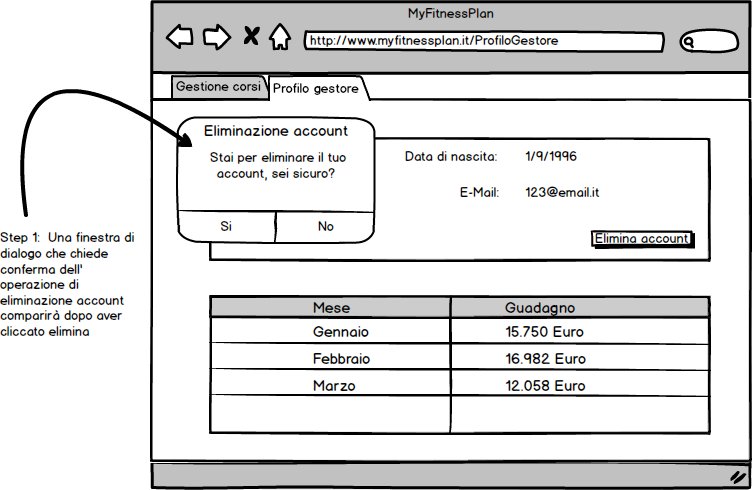 MyFitnessPlan
http://www.myfitnessplan.it/ProfiloGestore
Gestione corsi
Profilo gestore
Eliminazione account
Stai per eliminare il tuo
account, sei sicuro?
Si
No
Data di nascita:
1/9/1996
E-Mail:
123@email.it
Elimina account
Step 1:  Una finestra di
dialogo che chiede
conferma dell'
operazione di
eliminazione account
comparirà dopo aver
cliccato elimina
Mese
Guadagno
Gennaio
15.750 Euro
Febbraio
16.982 Euro
Marzo
12.058 Euro